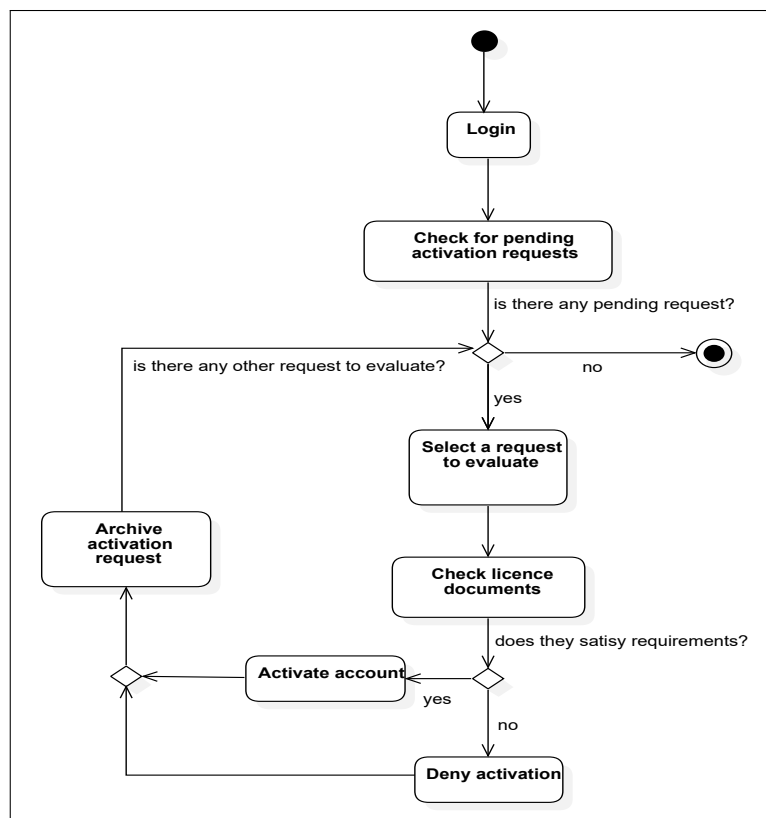 Login
Check for pending
activation requests
is there any pending request?
is there any other request to evaluate?
no
yes
Select a request
to evaluate
Archive
activation
request
Check licence
documents
does they satisy requirements?
Activate account
yes
no
Deny activation